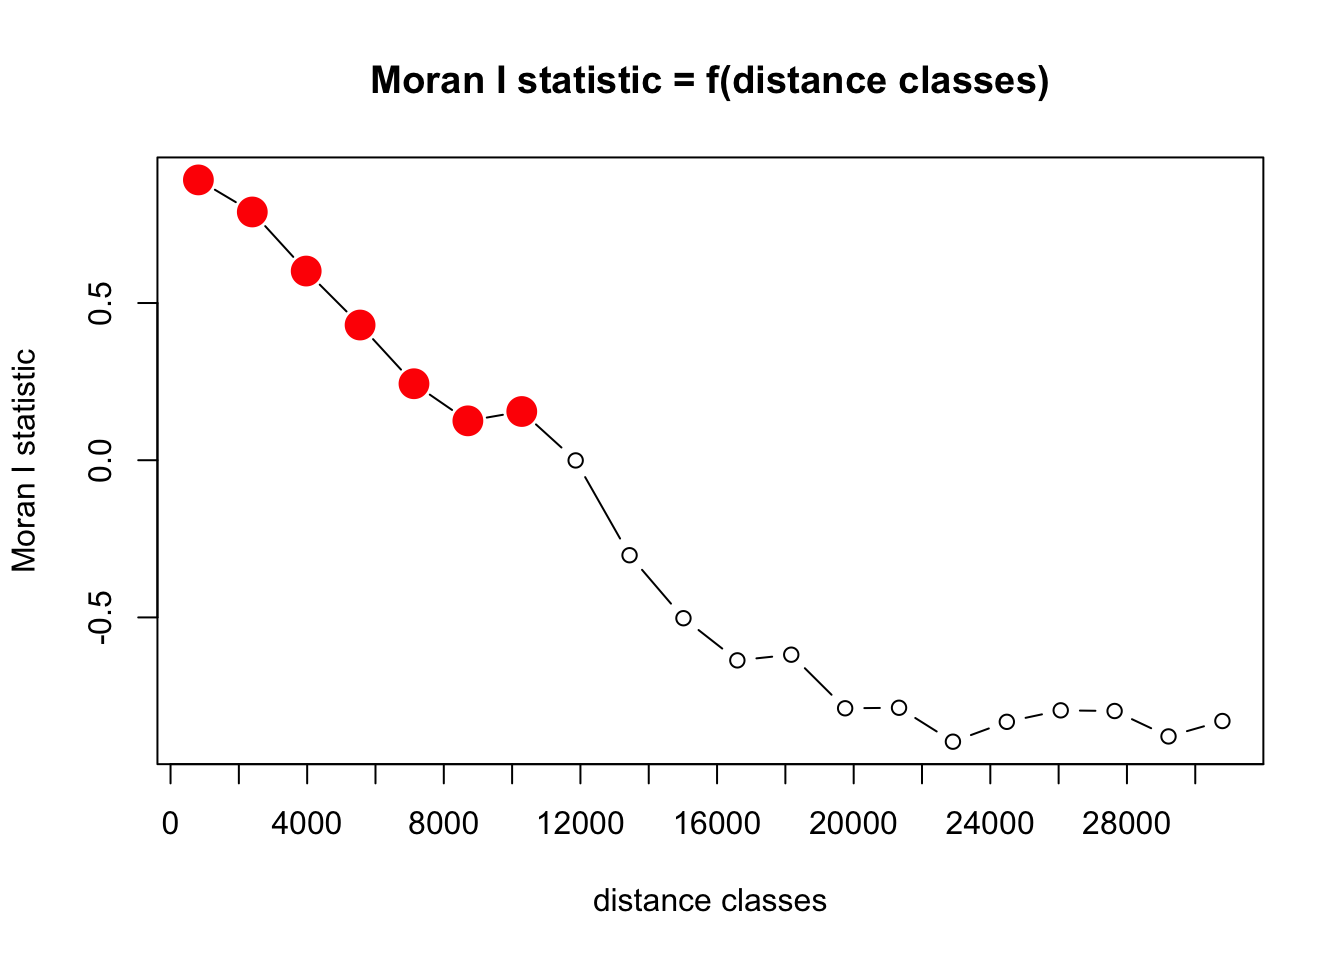 Moran I statistic = f(distance classes)
Moran I statistic
0.5
0.0
-0.5
0 4000 8000 12000 16000 20000 24000 28000
distance classes